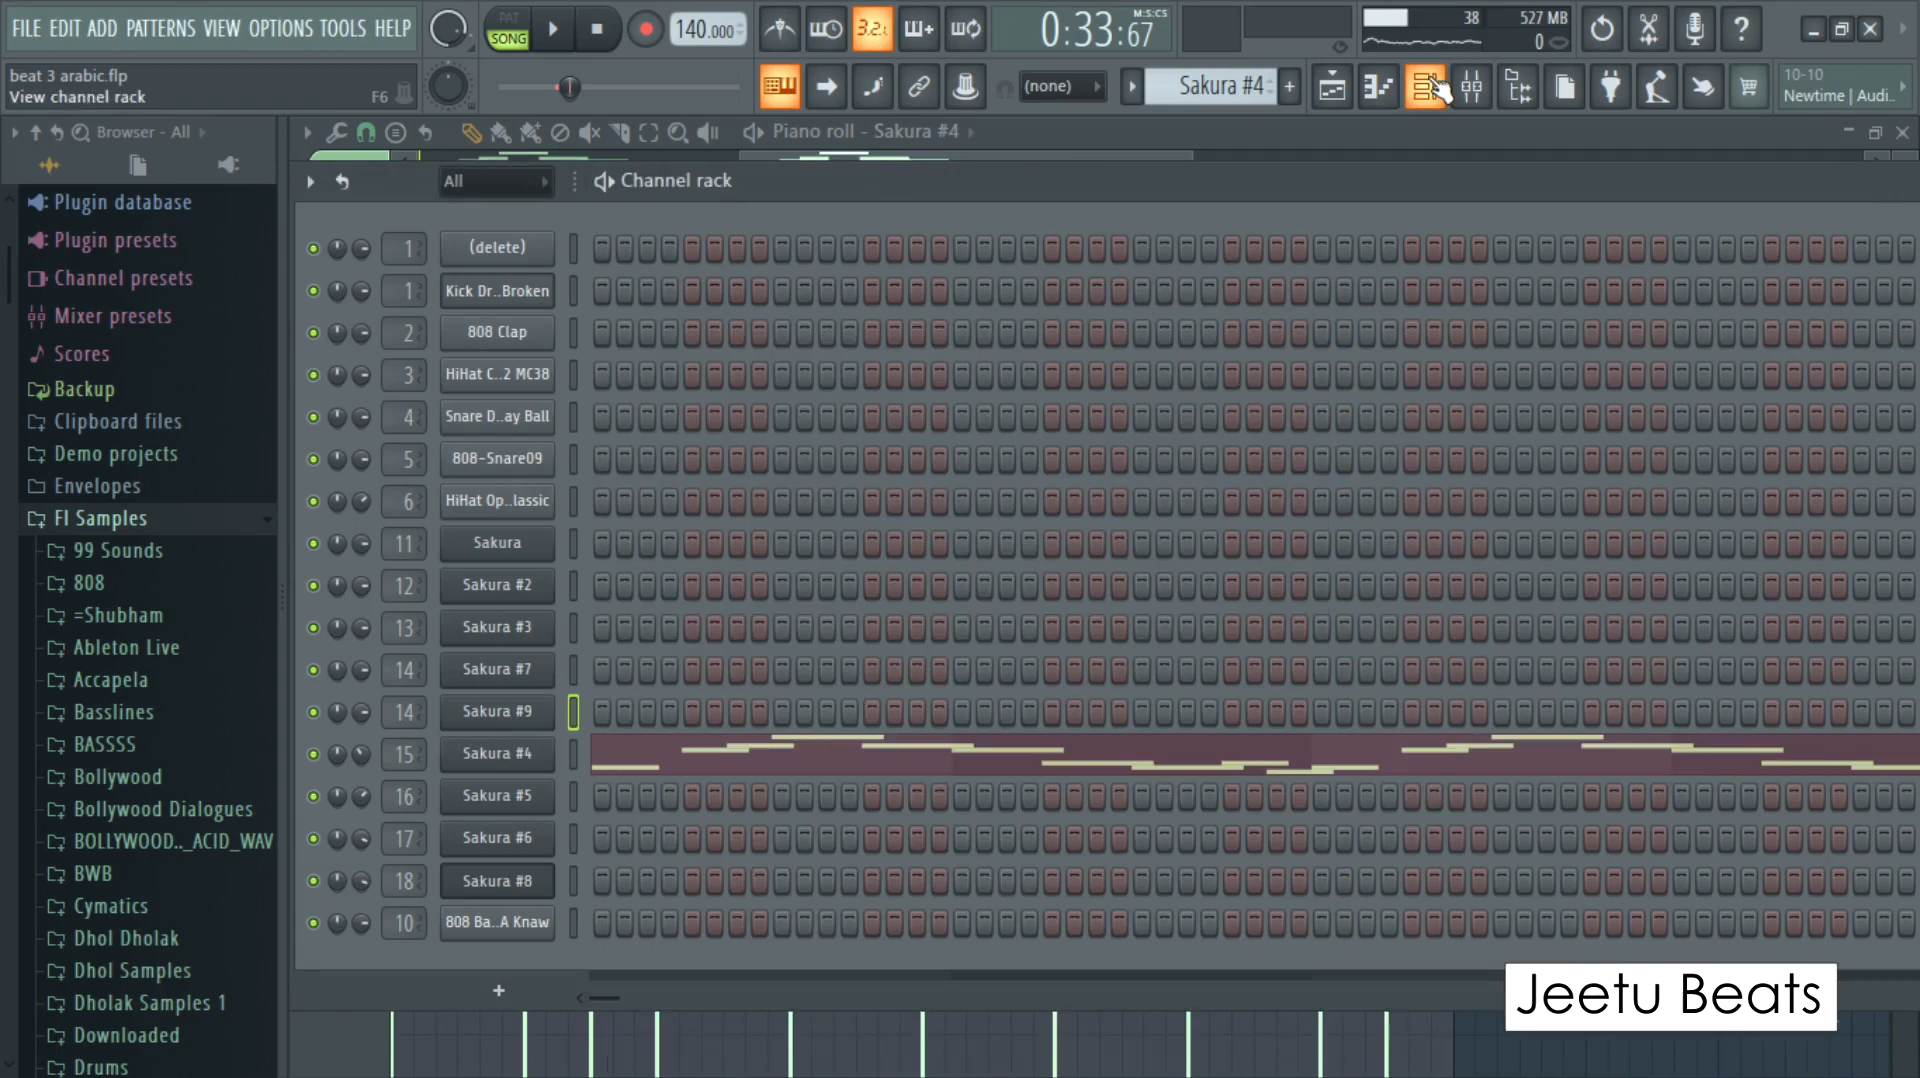 FILE EDIT ADD PATTERNS VIEW OPTIONS TOOLS HELP
PAT
SONG
140.000
3.2.
0:33:67
M:S:CS
38
527 MB
0
beat 3 arabic.flp
View channel rack
F6
(none)
Sakura #4
10-10
Newtime | Audi..
Browser - All
Piano roll - Sakura #4
Plugin database
Plugin presets
Channel presets
Mixer presets
Scores
Backup
Clipboard files
Demo projects
Envelopes
Fl Samples
99 Sounds
808
=Shubham
Ableton Live
Accapela
Basslines
BASSSS
Bollywood
Bollywood Dialogues
BOLLYWOOD.._ACID_WAV
BWB
Cymatics
Dhol Dholak
Dhol Samples
Dholak Samples 1
Downloaded
Drums
All
Channel rack
1 (delete)
1 Kick Dr..Broken
2 808 Clap
3 HiHat C..2 MC38
4 Snare D..ay Ball
5 808-Snare09
6 HiHat Op..lassic
11 Sakura
12 Sakura #2
13 Sakura #3
14 Sakura #7
14 Sakura #9
15 Sakura #4
16 Sakura #5
17 Sakura #6
18 Sakura #8
10 808 Ba..A Knaw
Jeetu Beats